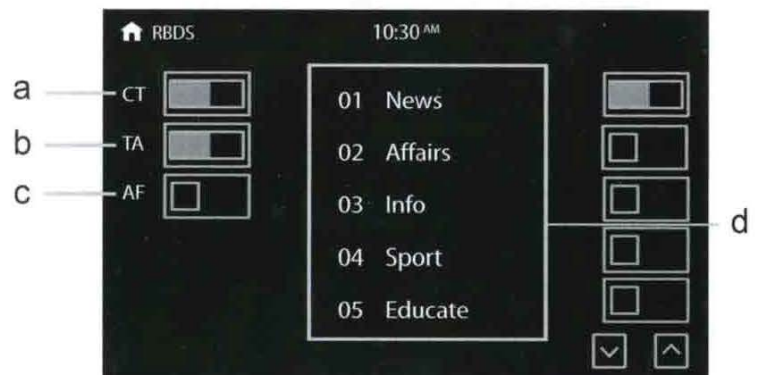 RBDS 10:30 AM
a CT
b TA
c AF
01 News
02 Affairs
03 Info
04 Sport
05 Educate
d